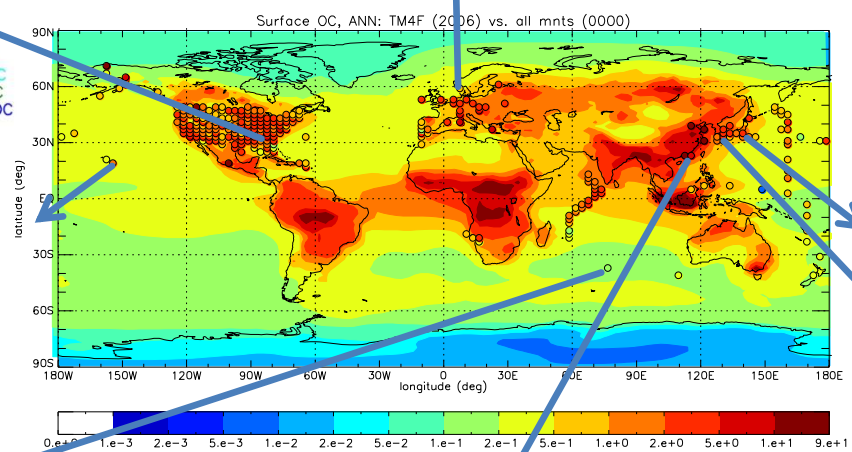 Surface OC, ANN: TM4F (2006) vs. all mnts (0000)
90N
60N
30N
EQ
30S
60S
90S
latitude (deg)
OC
180W 150W 120W 90W 60W 30W 0 30E 60E 90E 120E 150E 180E
longitude (deg)
0.e+0 1.e-3 2.e-3 5.e-3 1.e-2 2.e-2 5.e-2 1.e-1 2.e-1 5.e-1 1.e+0 2.e+0 5.e+0 1.e+1 9.e+1